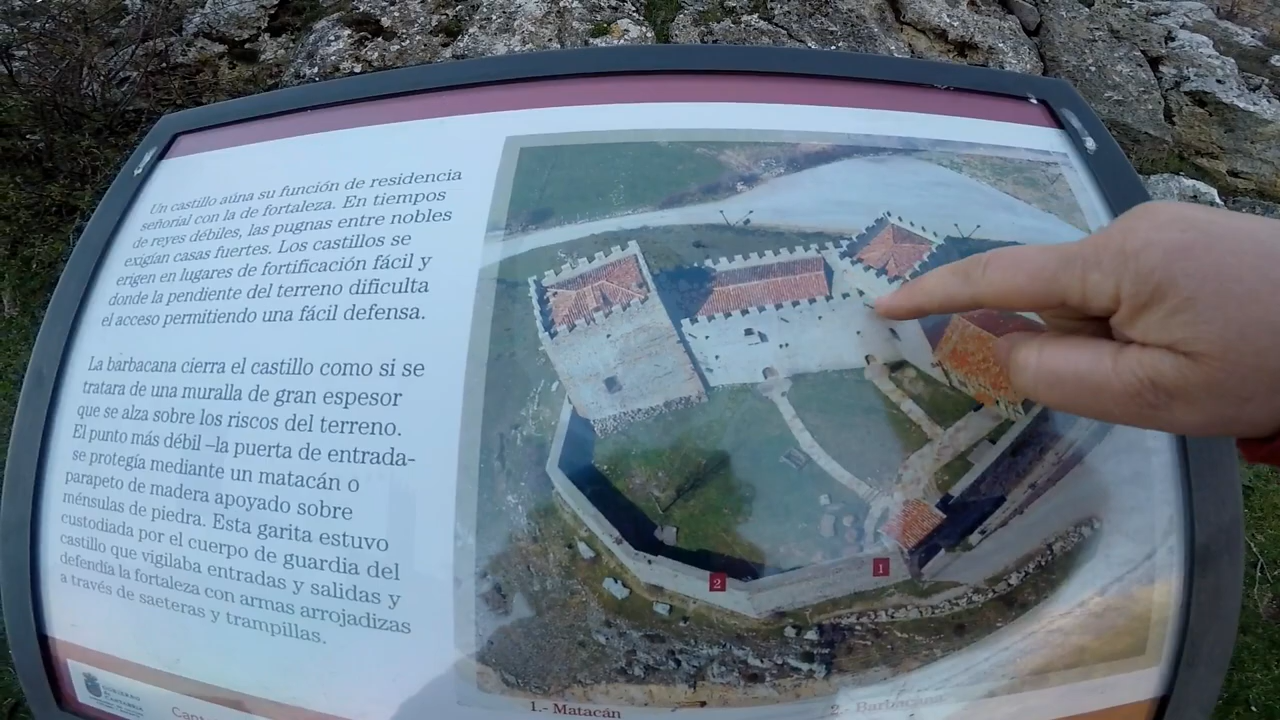 Un castillo aúna su función de residencia
señorial con la de fortaleza. En tiempos
de reyes débiles, las pugnas entre nobles
exigían casas fuertes. Los castillos se
erigen en lugares de fortificación fácil y
donde la pendiente del terreno dificulta
el acceso permitiendo una fácil defensa.
La barbacana cierra el castillo como si se
tratara de una muralla de gran espesor
que se alza sobre los riscos del terreno.
El punto más débil –la puerta de entrada-
se protegía mediante un matacán o
parapeto de madera apoyado sobre
ménsulas de piedra. Esta garita estuvo
custodiada por el cuerpo de guardia del
castillo que vigilaba entradas y salidas y
defendía la fortaleza con armas arrojadizas
a través de saeteras y trampillas.
2
1
1.- Matacán
2.- Barbacana
GOBIERNO
DE
CANTABRIA